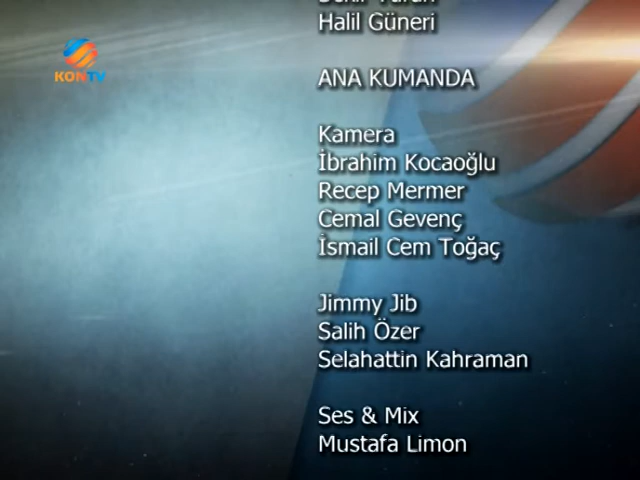 Halil Güneri
KONTV
ANA KUMANDA
Kamera
İbrahim Kocaoğlu
Recep Mermer
Cemal Gevenç
İsmail Cem Toğaç
Jimmy Jib
Salih Özer
Selahattin Kahraman
Ses & Mix
Mustafa Limon